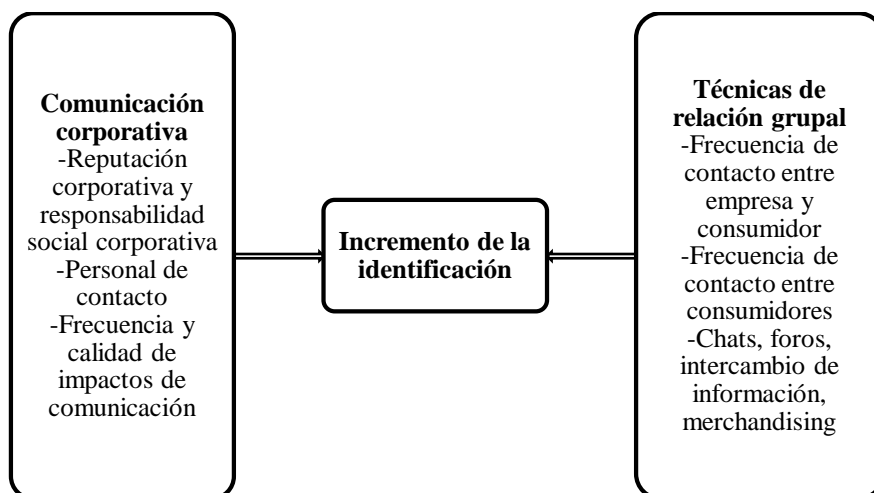 Comunicación
corporativa
-Reputación
corporativa y
responsabilidad
social corporativa
-Personal de
contacto
-Frecuencia y
calidad de
impactos de
comunicación
Incremento de la
identificación
Técnicas de
relación grupal
-Frecuencia de
contacto entre
empresa y
consumidor
-Frecuencia de
contacto entre
consumidores
-Chats, foros,
intercambio de
información,
merchandising